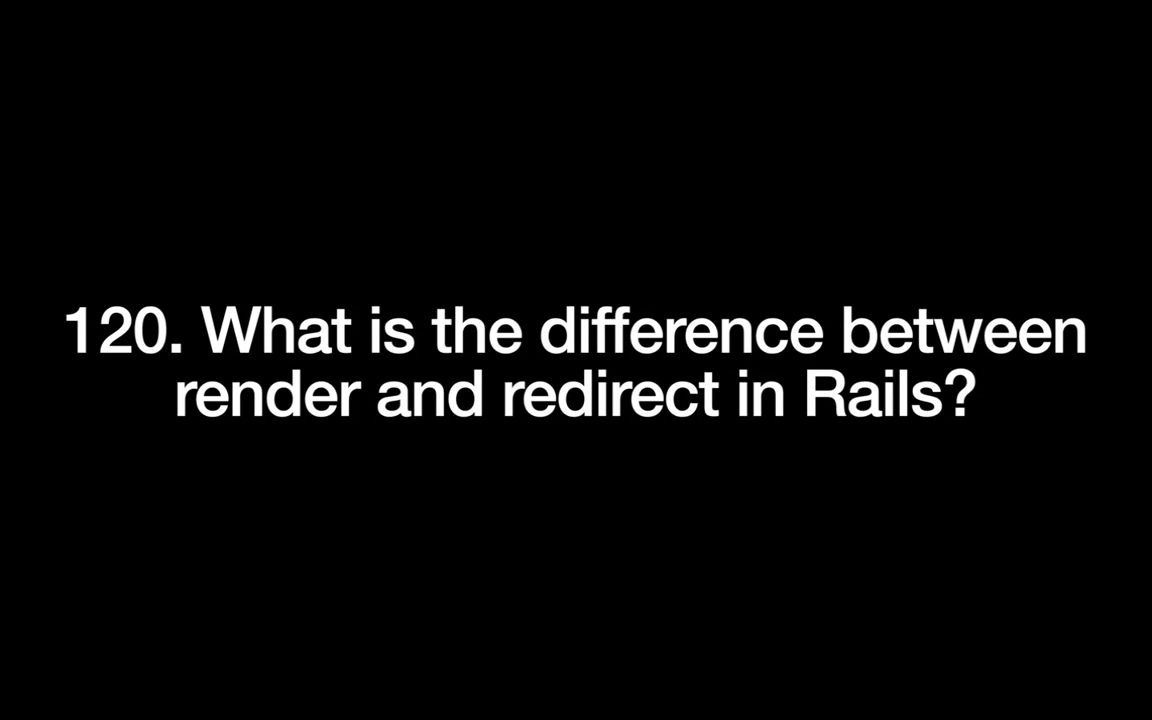 120. What is the difference between
render and redirect in Rails?